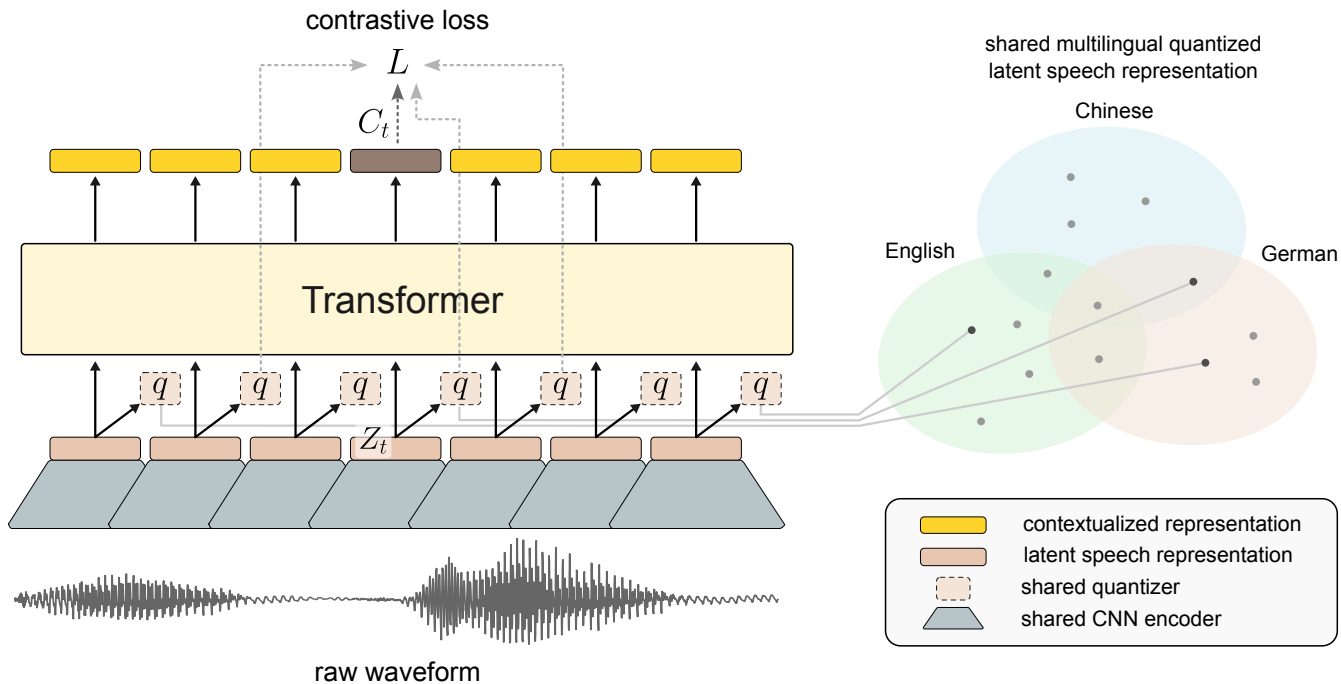 contrastive loss
L
C_t
Transformer
q q q q q q q
Z_t
raw waveform
shared multilingual quantized
latent speech representation
Chinese
English
German
contextualized representation
latent speech representation
shared quantizer
shared CNN encoder